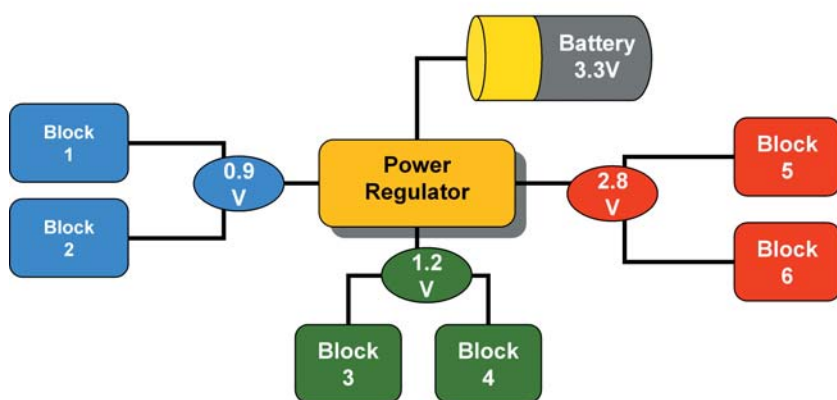 Battery
3.3V
Block
1
0.9
V
Block
2
Power
Regulator
2.8
V
Block
5
Block
6
1.2
V
Block
3
Block
4